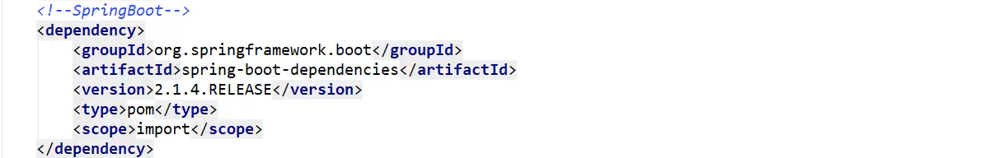 <!--SpringBoot-->
<dependency>
<groupId>org.springframework.boot</groupId>
<artifactId>spring-boot-dependencies</artifactId>
<version>2.1.4.RELEASE</version>
<type>pom</type>
<scope>import</scope>
</dependency>